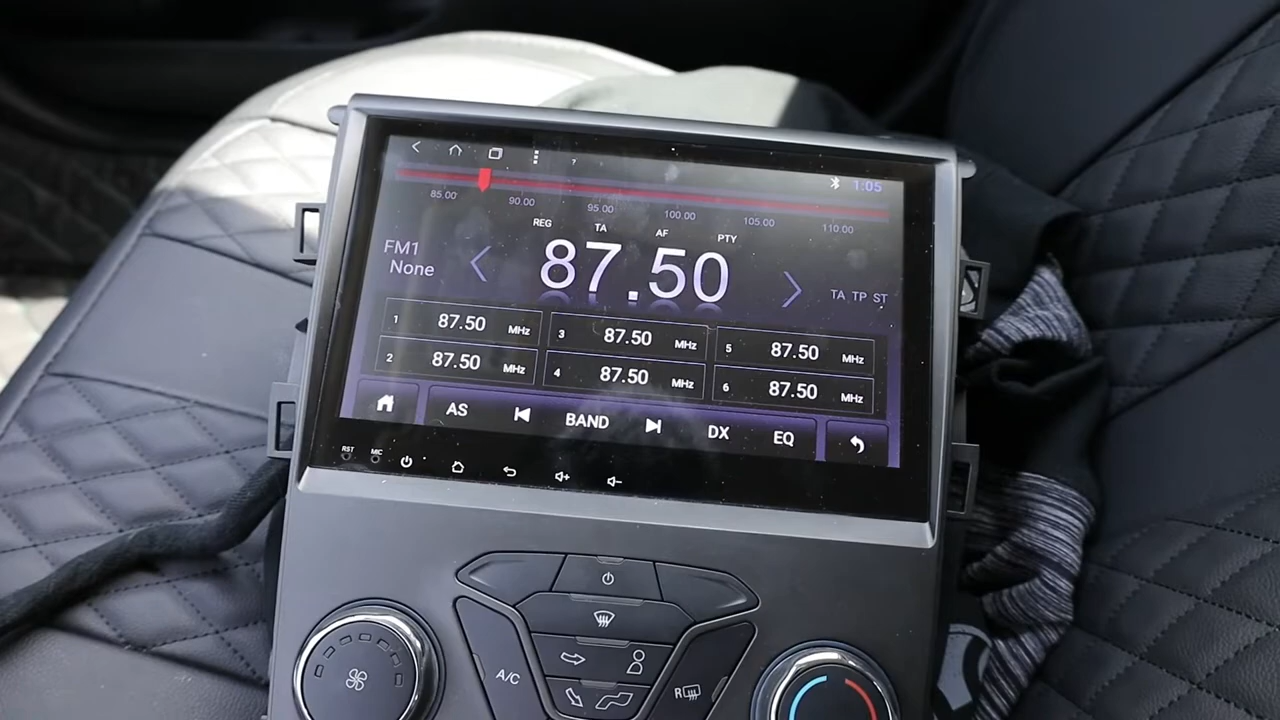 1:05
85.00 90.00 95.00 100.00 105.00 110.00
REG TA AF PTY
FM1
None
87.50
TA TP ST
1 87.50 MHz 3 87.50 MHz 5 87.50 MHz
2 87.50 MHz 4 87.50 MHz 6 87.50 MHz
AS BAND DX EQ
RST MIC
A/C
R